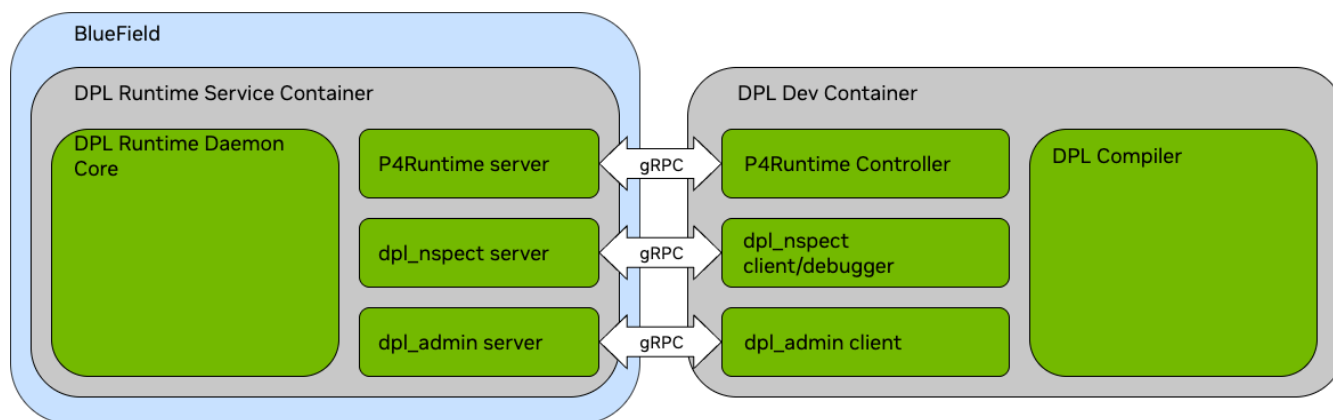 BlueField
DPL Runtime Service Container
DPL Runtime Daemon
Core
P4Runtime server
dpl_nspect server
dpl_admin server
gRPC
gRPC
gRPC
DPL Dev Container
P4Runtime Controller
dpl_nspect
client/debugger
dpl_admin client
DPL Compiler